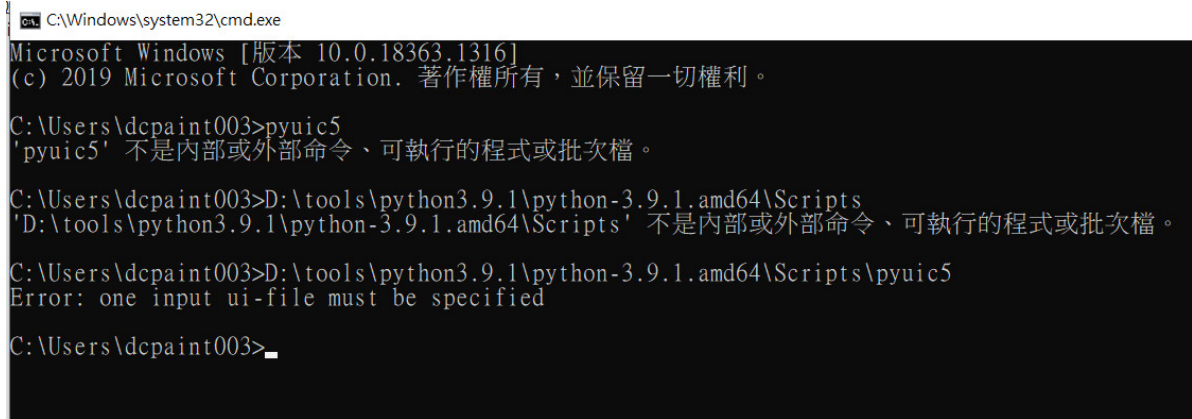 C:\Windows\system32\cmd.exe
Microsoft Windows [版本 10.0.18363.1316]
(c) 2019 Microsoft Corporation. 著作權所有，並保留一切權利。
C:\Users\dcpaint003>pyuic5
'pyuic5' 不是內部或外部命令、可執行的程式或批次檔。
C:\Users\dcpaint003>D:\tools\python3.9.1\python-3.9.1.amd64\Scripts
'D:\tools\python3.9.1\python-3.9.1.amd64\Scripts' 不是內部或外部命令、可執行的程式或批次檔。
C:\Users\dcpaint003>D:\tools\python3.9.1\python-3.9.1.amd64\Scripts\pyuic5
Error: one input ui-file must be specified
C:\Users\dcpaint003>